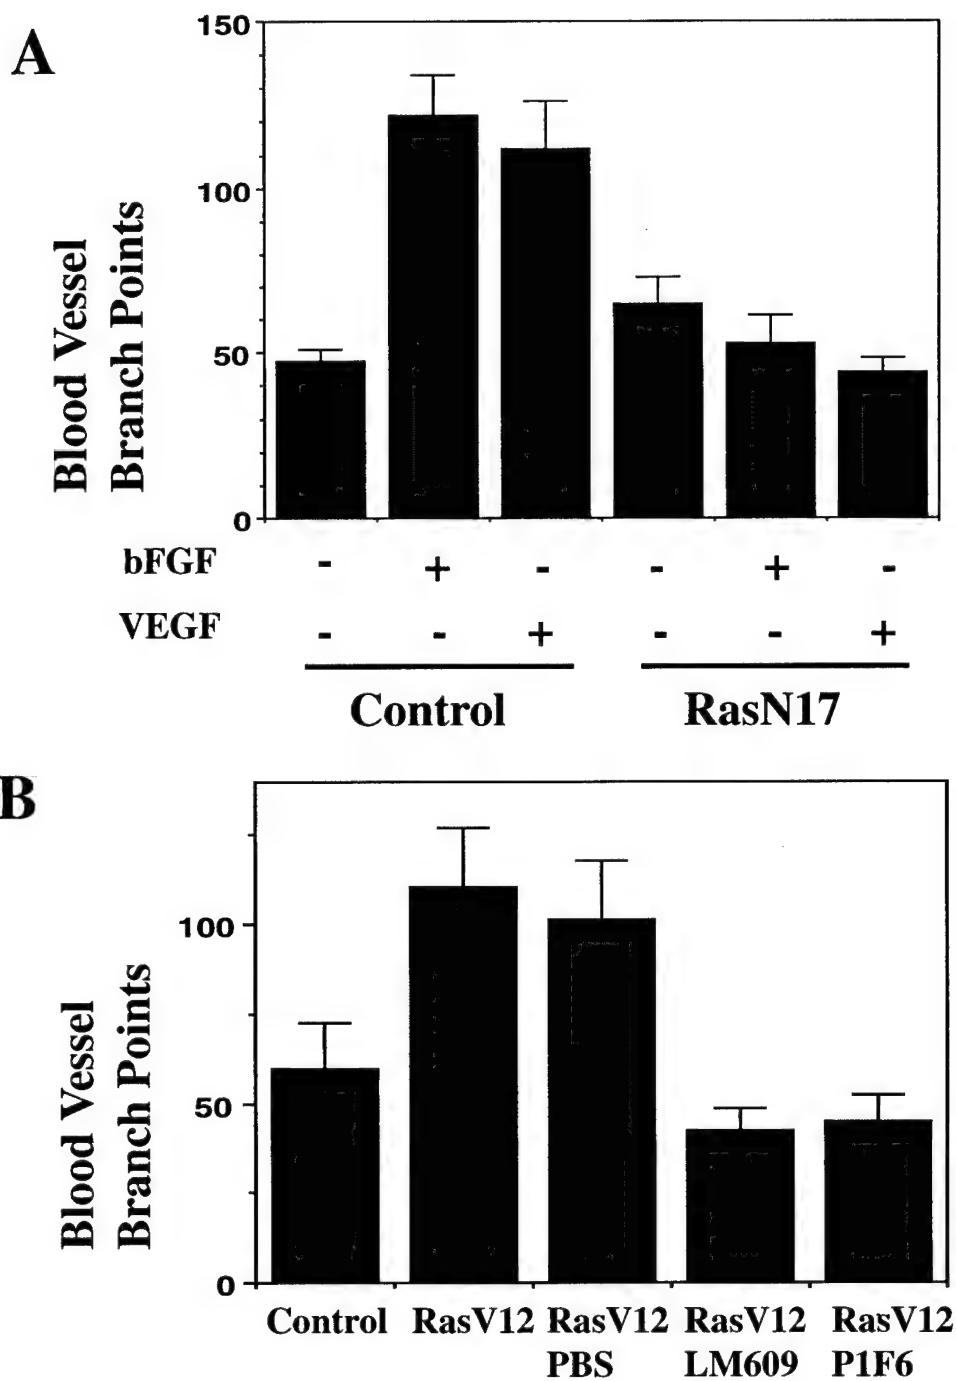 A
150
100
50
0
Blood Vessel
Branch Points
bFGF - + - - + -
VEGF - - + - - +
Control RasN17
B
100
50
0
Blood Vessel
Branch Points
Control RasV12 RasV12 RasV12 RasV12
PBS LM609 P1F6